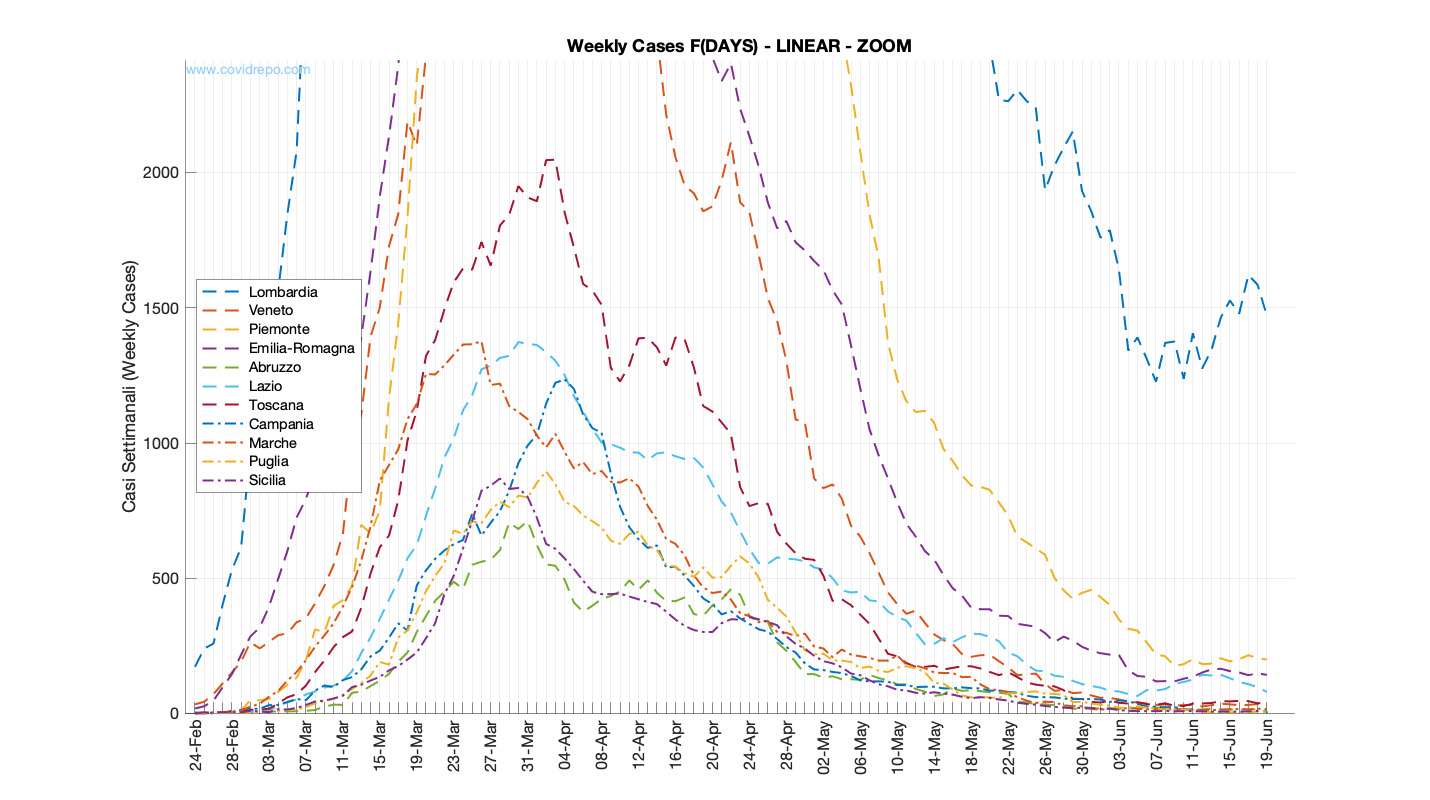 Weekly Cases F(DAYS) - LINEAR - ZOOM
www.covidrepo.com
Casi Settimanali (Weekly Cases)
2000
1500
1000
500
0
Lombardia
Veneto
Piemonte
Emilia-Romagna
Abruzzo
Lazio
Toscana
Campania
Marche
Puglia
Sicilia
24-Feb
28-Feb
03-Mar
07-Mar
11-Mar
15-Mar
19-Mar
23-Mar
27-Mar
31-Mar
04-Apr
08-Apr
12-Apr
16-Apr
20-Apr
24-Apr
28-Apr
02-May
06-May
10-May
14-May
18-May
22-May
26-May
30-May
03-Jun
07-Jun
11-Jun
15-Jun
19-Jun